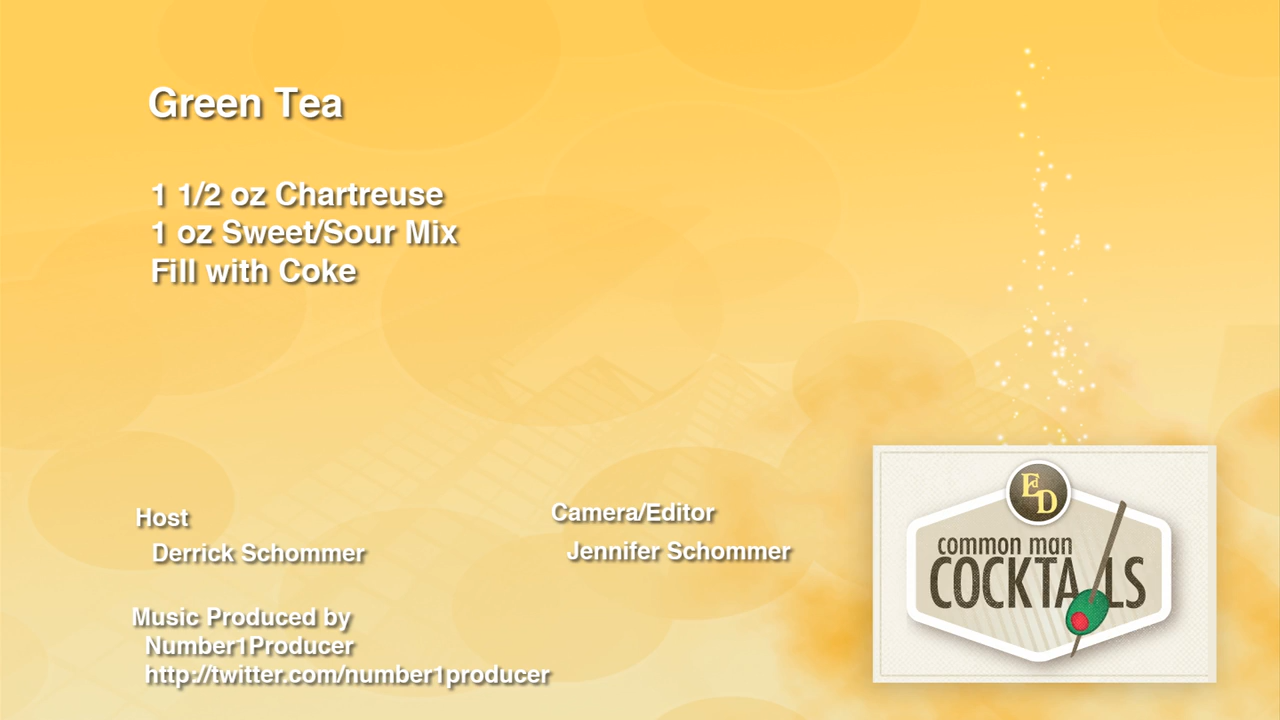 Green Tea
1 1/2 oz Chartreuse
1 oz Sweet/Sour Mix
Fill with Coke
Host
Derrick Schommer
Camera/Editor
Jennifer Schommer
Music Produced by
Number1Producer
http://twitter.com/number1producer
Ed
common man
COCKTAILS